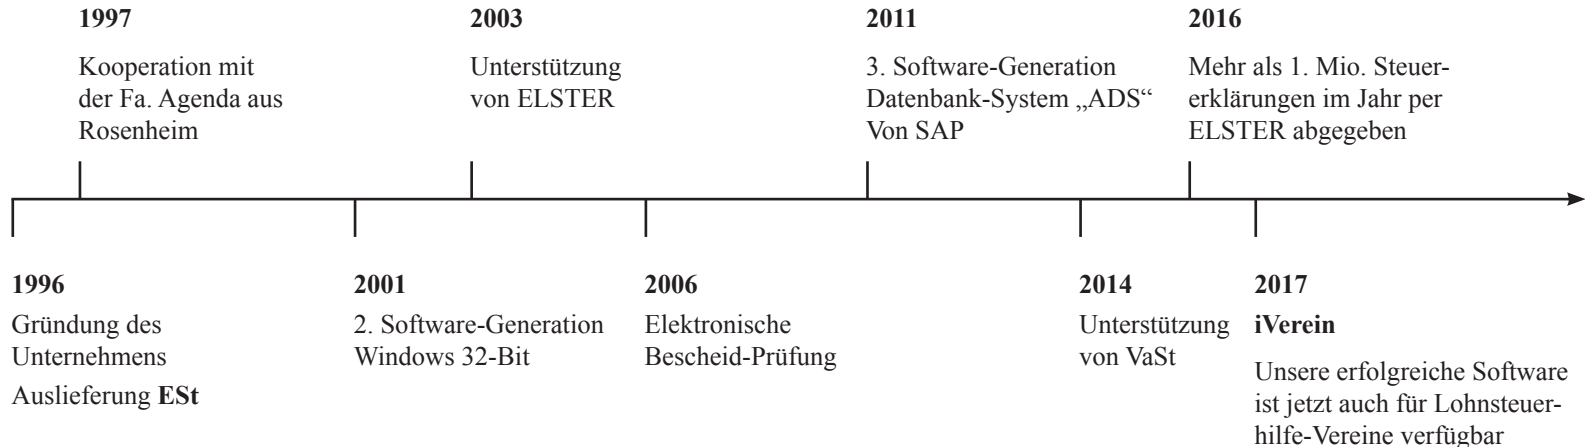 1997
Kooperation mit
der Fa. Agenda aus
Rosenheim
2003
Unterstützung
von ELSTER
2011
3. Software-Generation
Datenbank-System „ADS“
Von SAP
2016
Mehr als 1. Mio. Steuer-
erklärungen im Jahr per
ELSTER abgegeben
1996
Gründung des
Unternehmens
Auslieferung ESt
2001
2. Software-Generation
Windows 32-Bit
2006
Elektronische
Bescheid-Prüfung
2014
Unterstützung
von VaSt
2017
iVerein
Unsere erfolgreiche Software
ist jetzt auch für Lohnsteuer-
hilfe-Vereine verfügbar